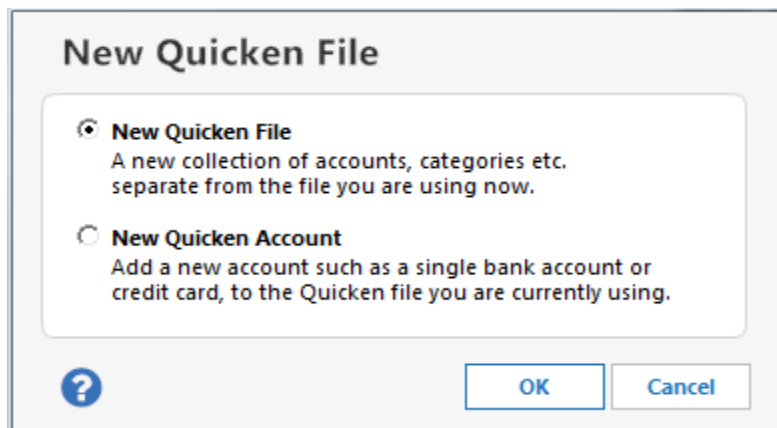 New Quicken File
New Quicken File
A new collection of accounts, categories etc.
separate from the file you are using now.
New Quicken Account
Add a new account such as a single bank account or
credit card, to the Quicken file you are currently using.
? OK Cancel